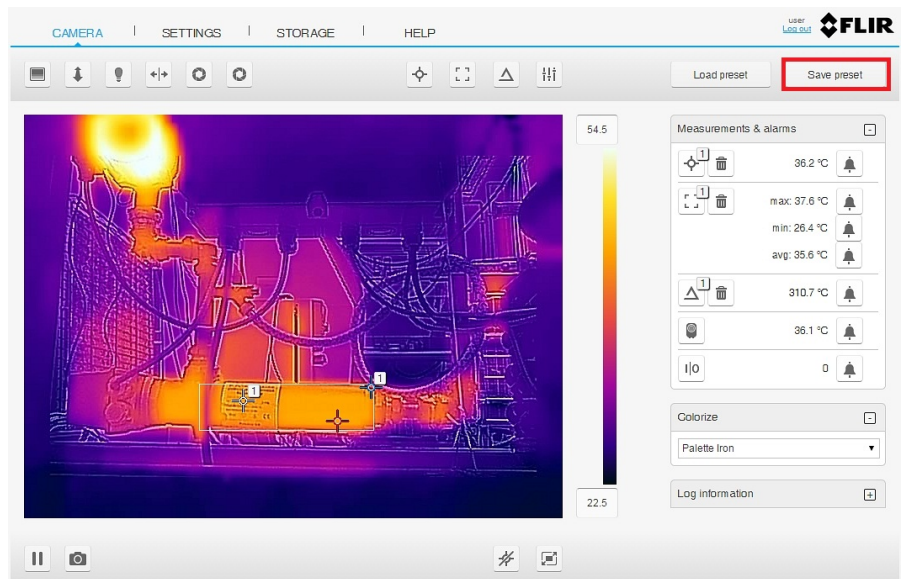 CAMERA | SETTINGS | STORAGE | HELP
user
Log out
FLIR
Load preset
Save preset
54.5
22.5
Measurements & alarms
1
36.2 °C
1
max: 37.6 °C
min: 26.4 °C
avg: 35.6 °C
1
310.7 °C
36.1 °C
I|O
0
Colorize
Palette Iron
Log information
1
1